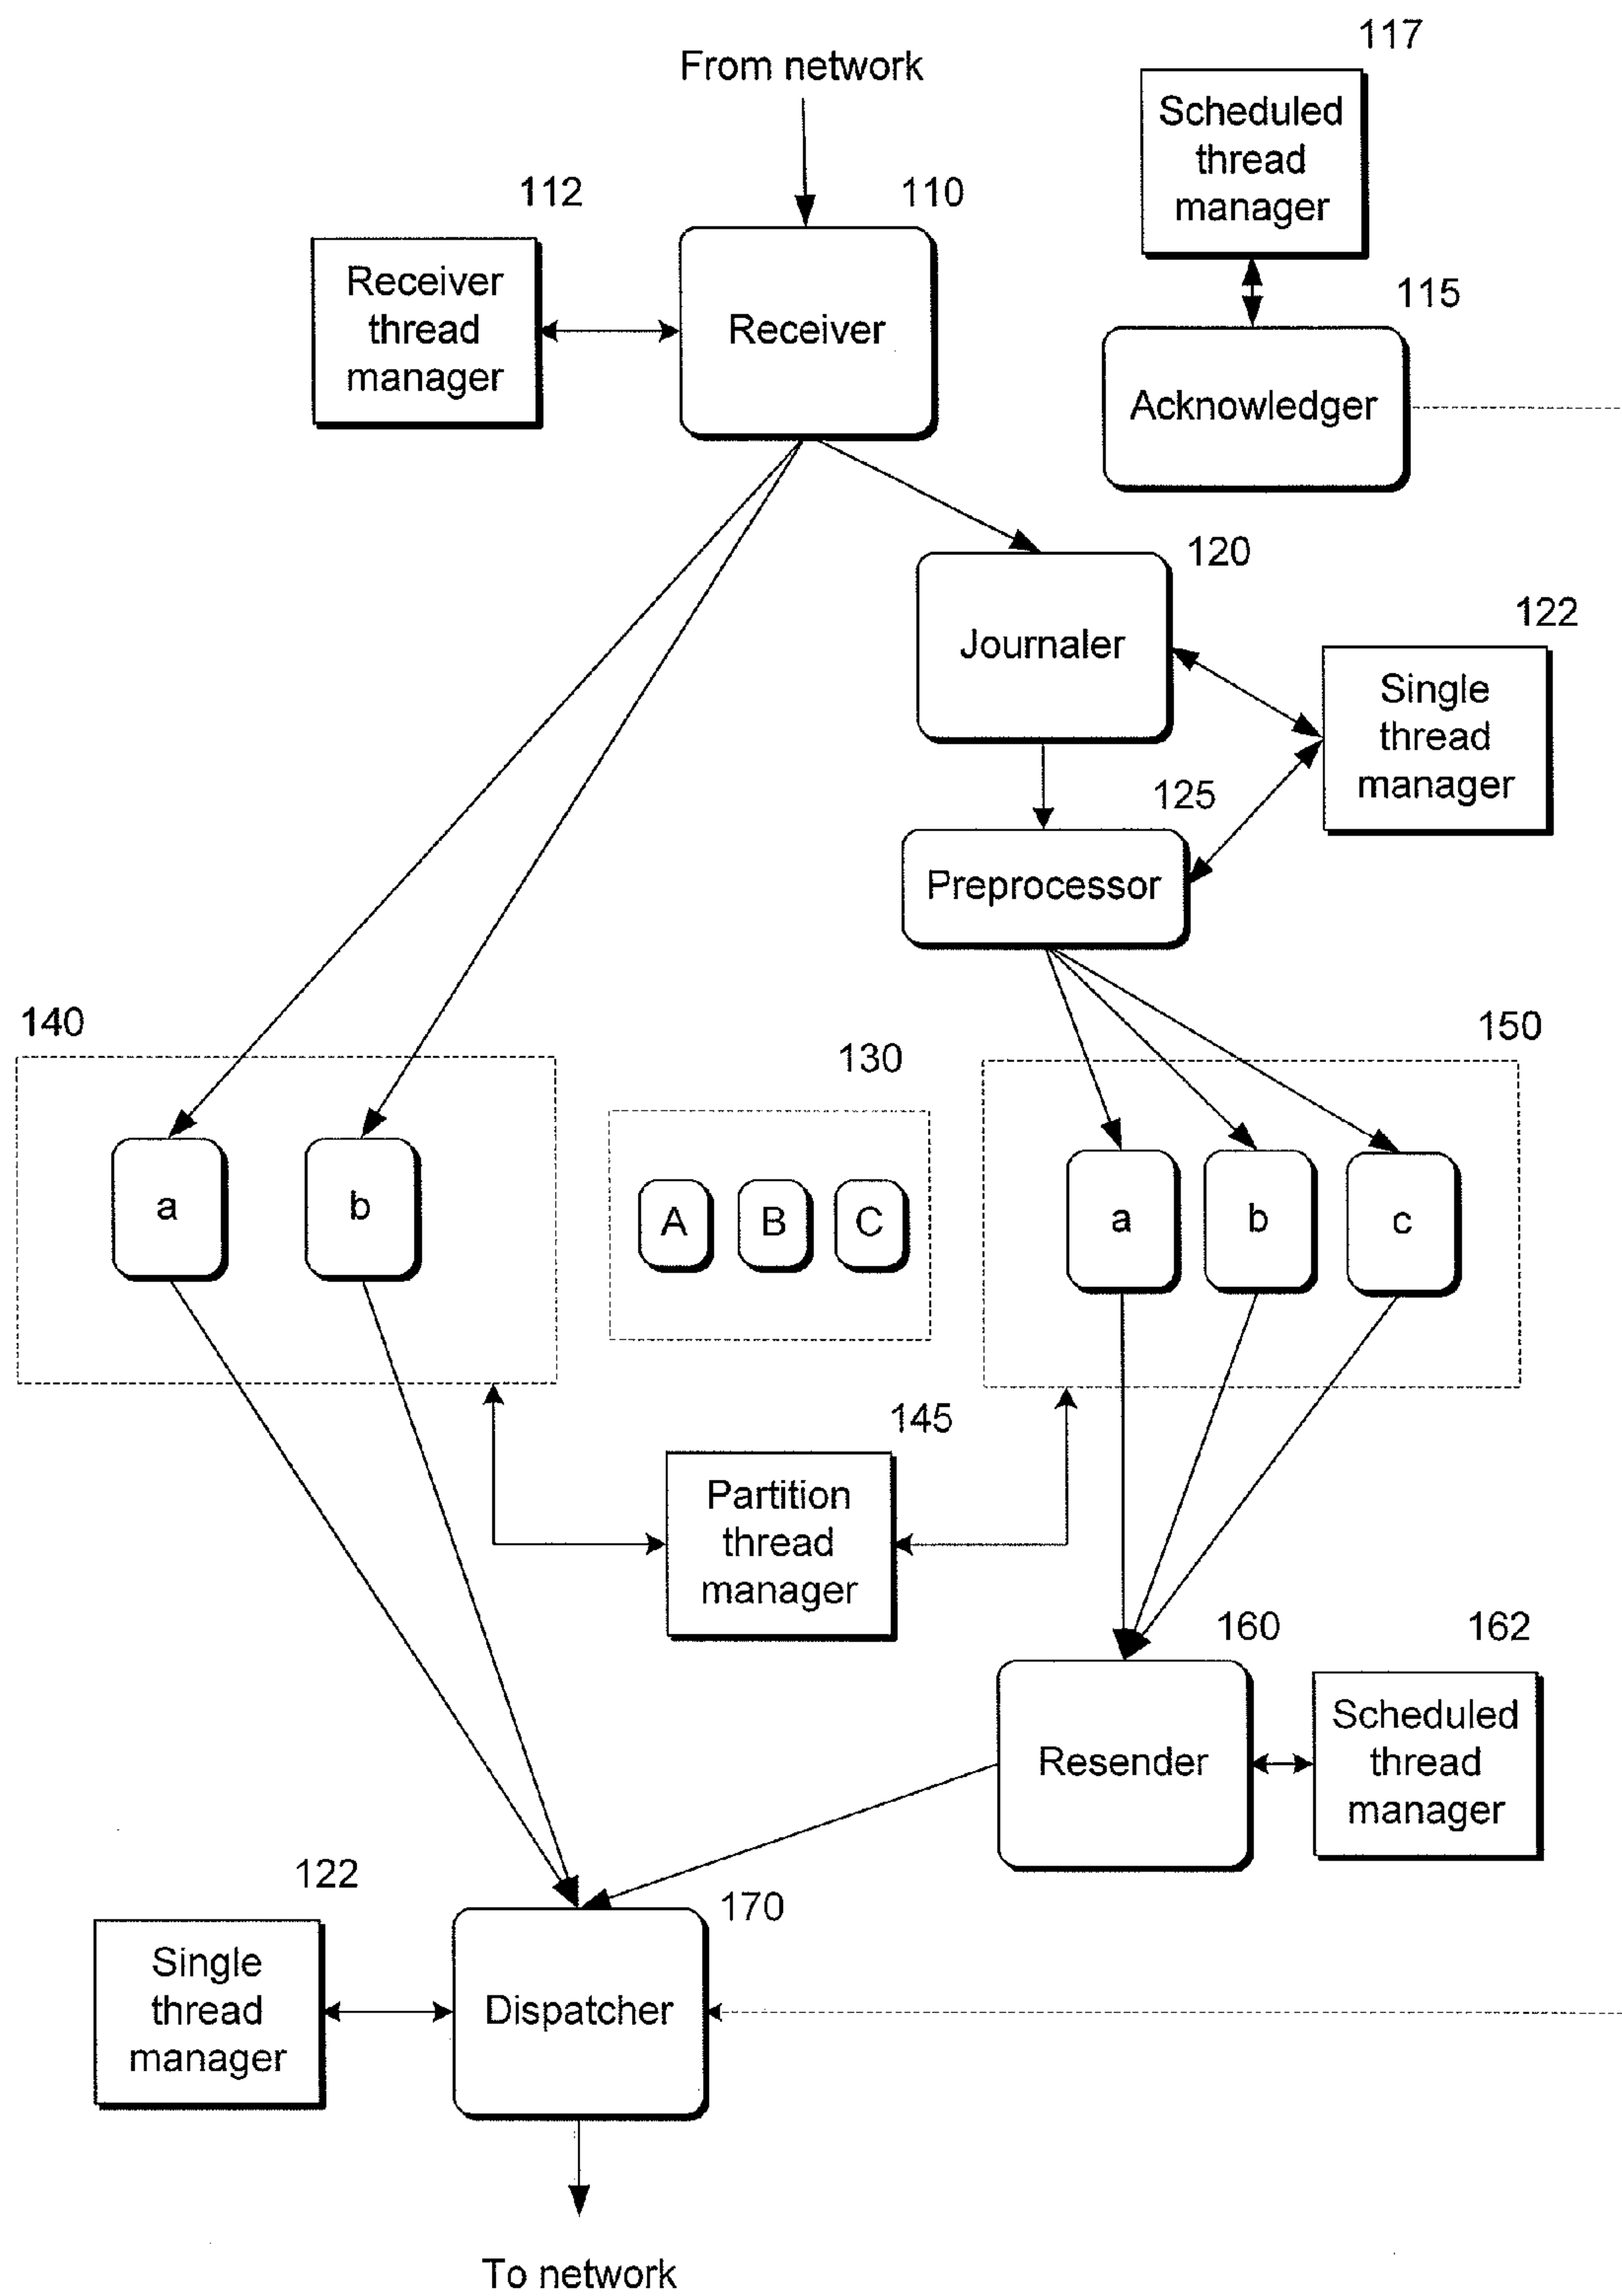 117
From network
Scheduled
thread
manager
112
110
Receiver
thread
manager
Receiver
115
Acknowledger
120
Journaler
122
Single
thread
manager
125
Preprocessor
140
130
150
a
b
A
B
C
a
b
c
145
Partition
thread
manager
160
162
Resender
Scheduled
thread
manager
122
170
Single
thread
manager
Dispatcher
To network